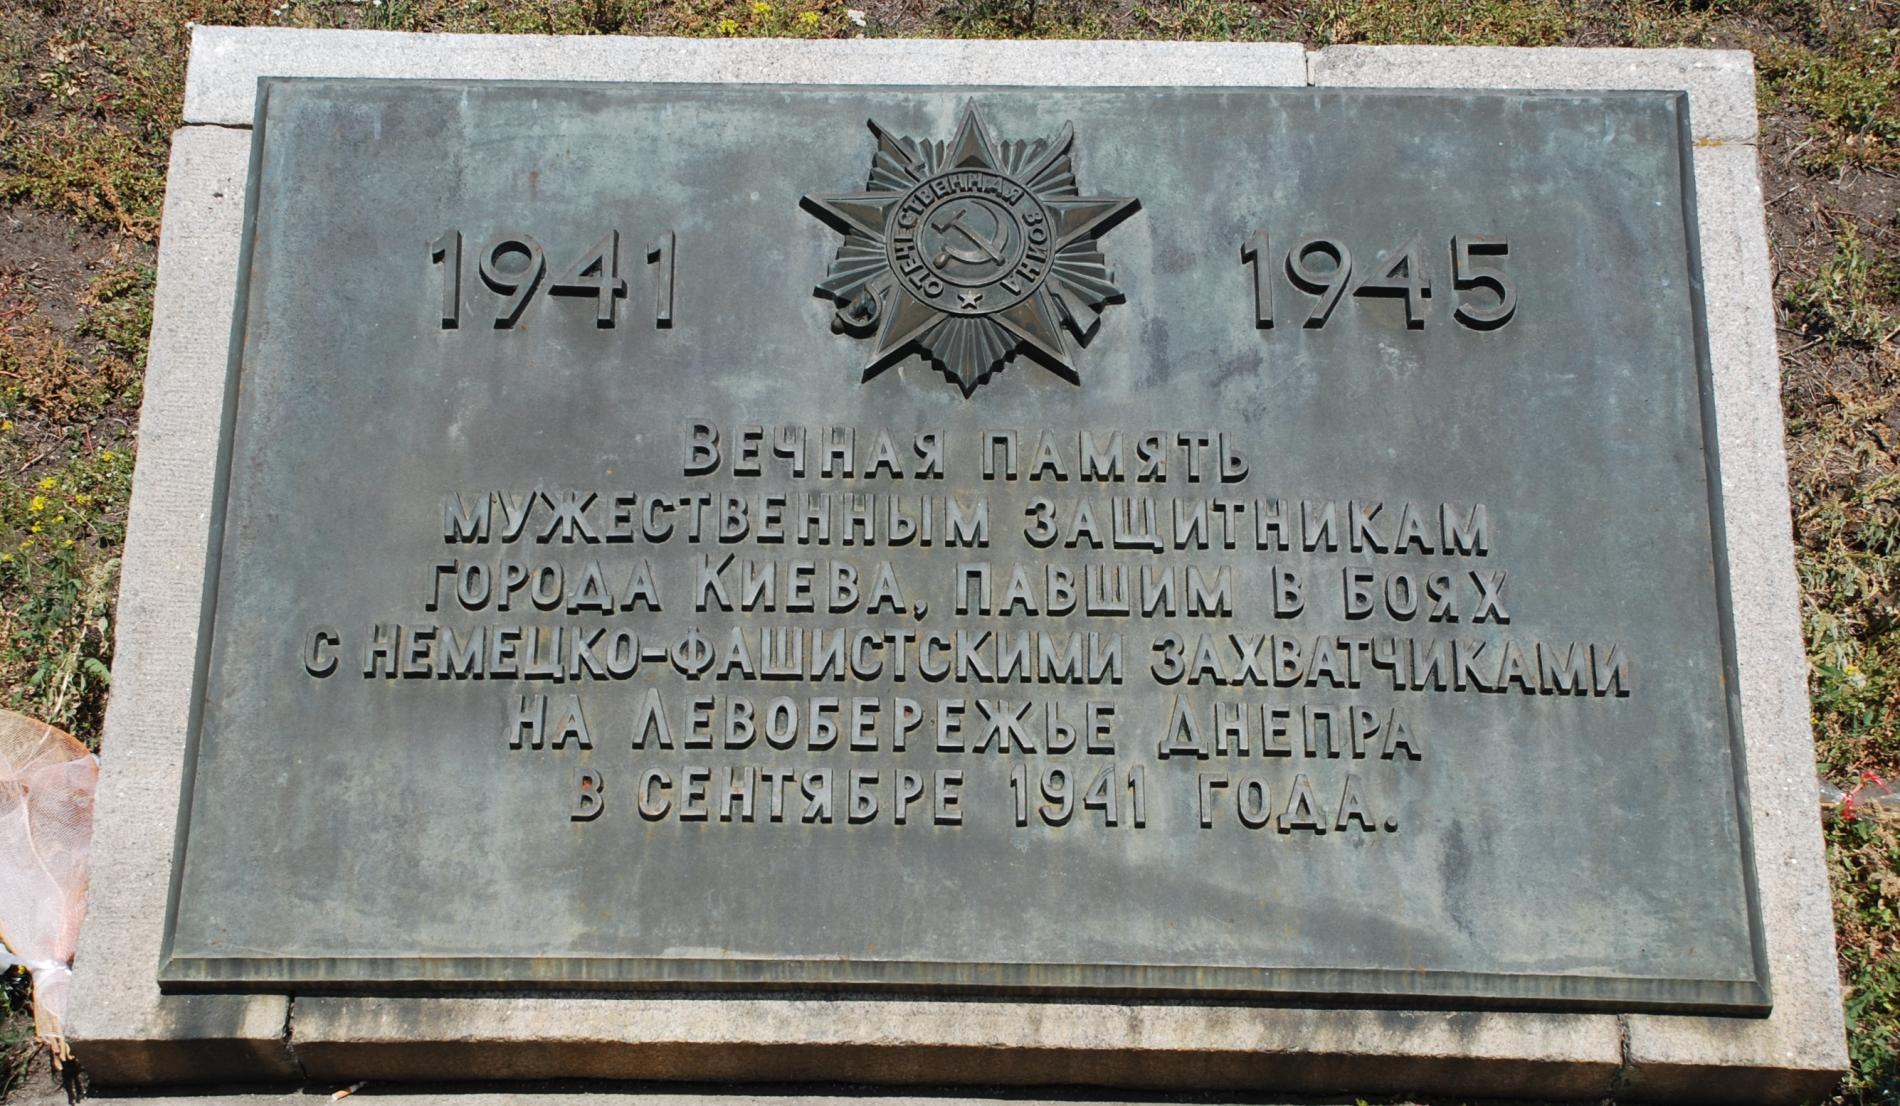 1941 ОТЕЧЕСТВЕННАЯ ВОЙНА 1945
ВЕЧНАЯ ПАМЯТЬ
МУЖЕСТВЕННЫМ ЗАЩИТНИКАМ
ГОРОДА КИЕВА, ПАВШИМ В БОЯХ
С НЕМЕЦКО-ФАШИСТСКИМИ ЗАХВАТЧИКАМИ
НА ЛЕВОБЕРЕЖЬЕ ДНЕПРА
В СЕНТЯБРЕ 1941 ГОДА.